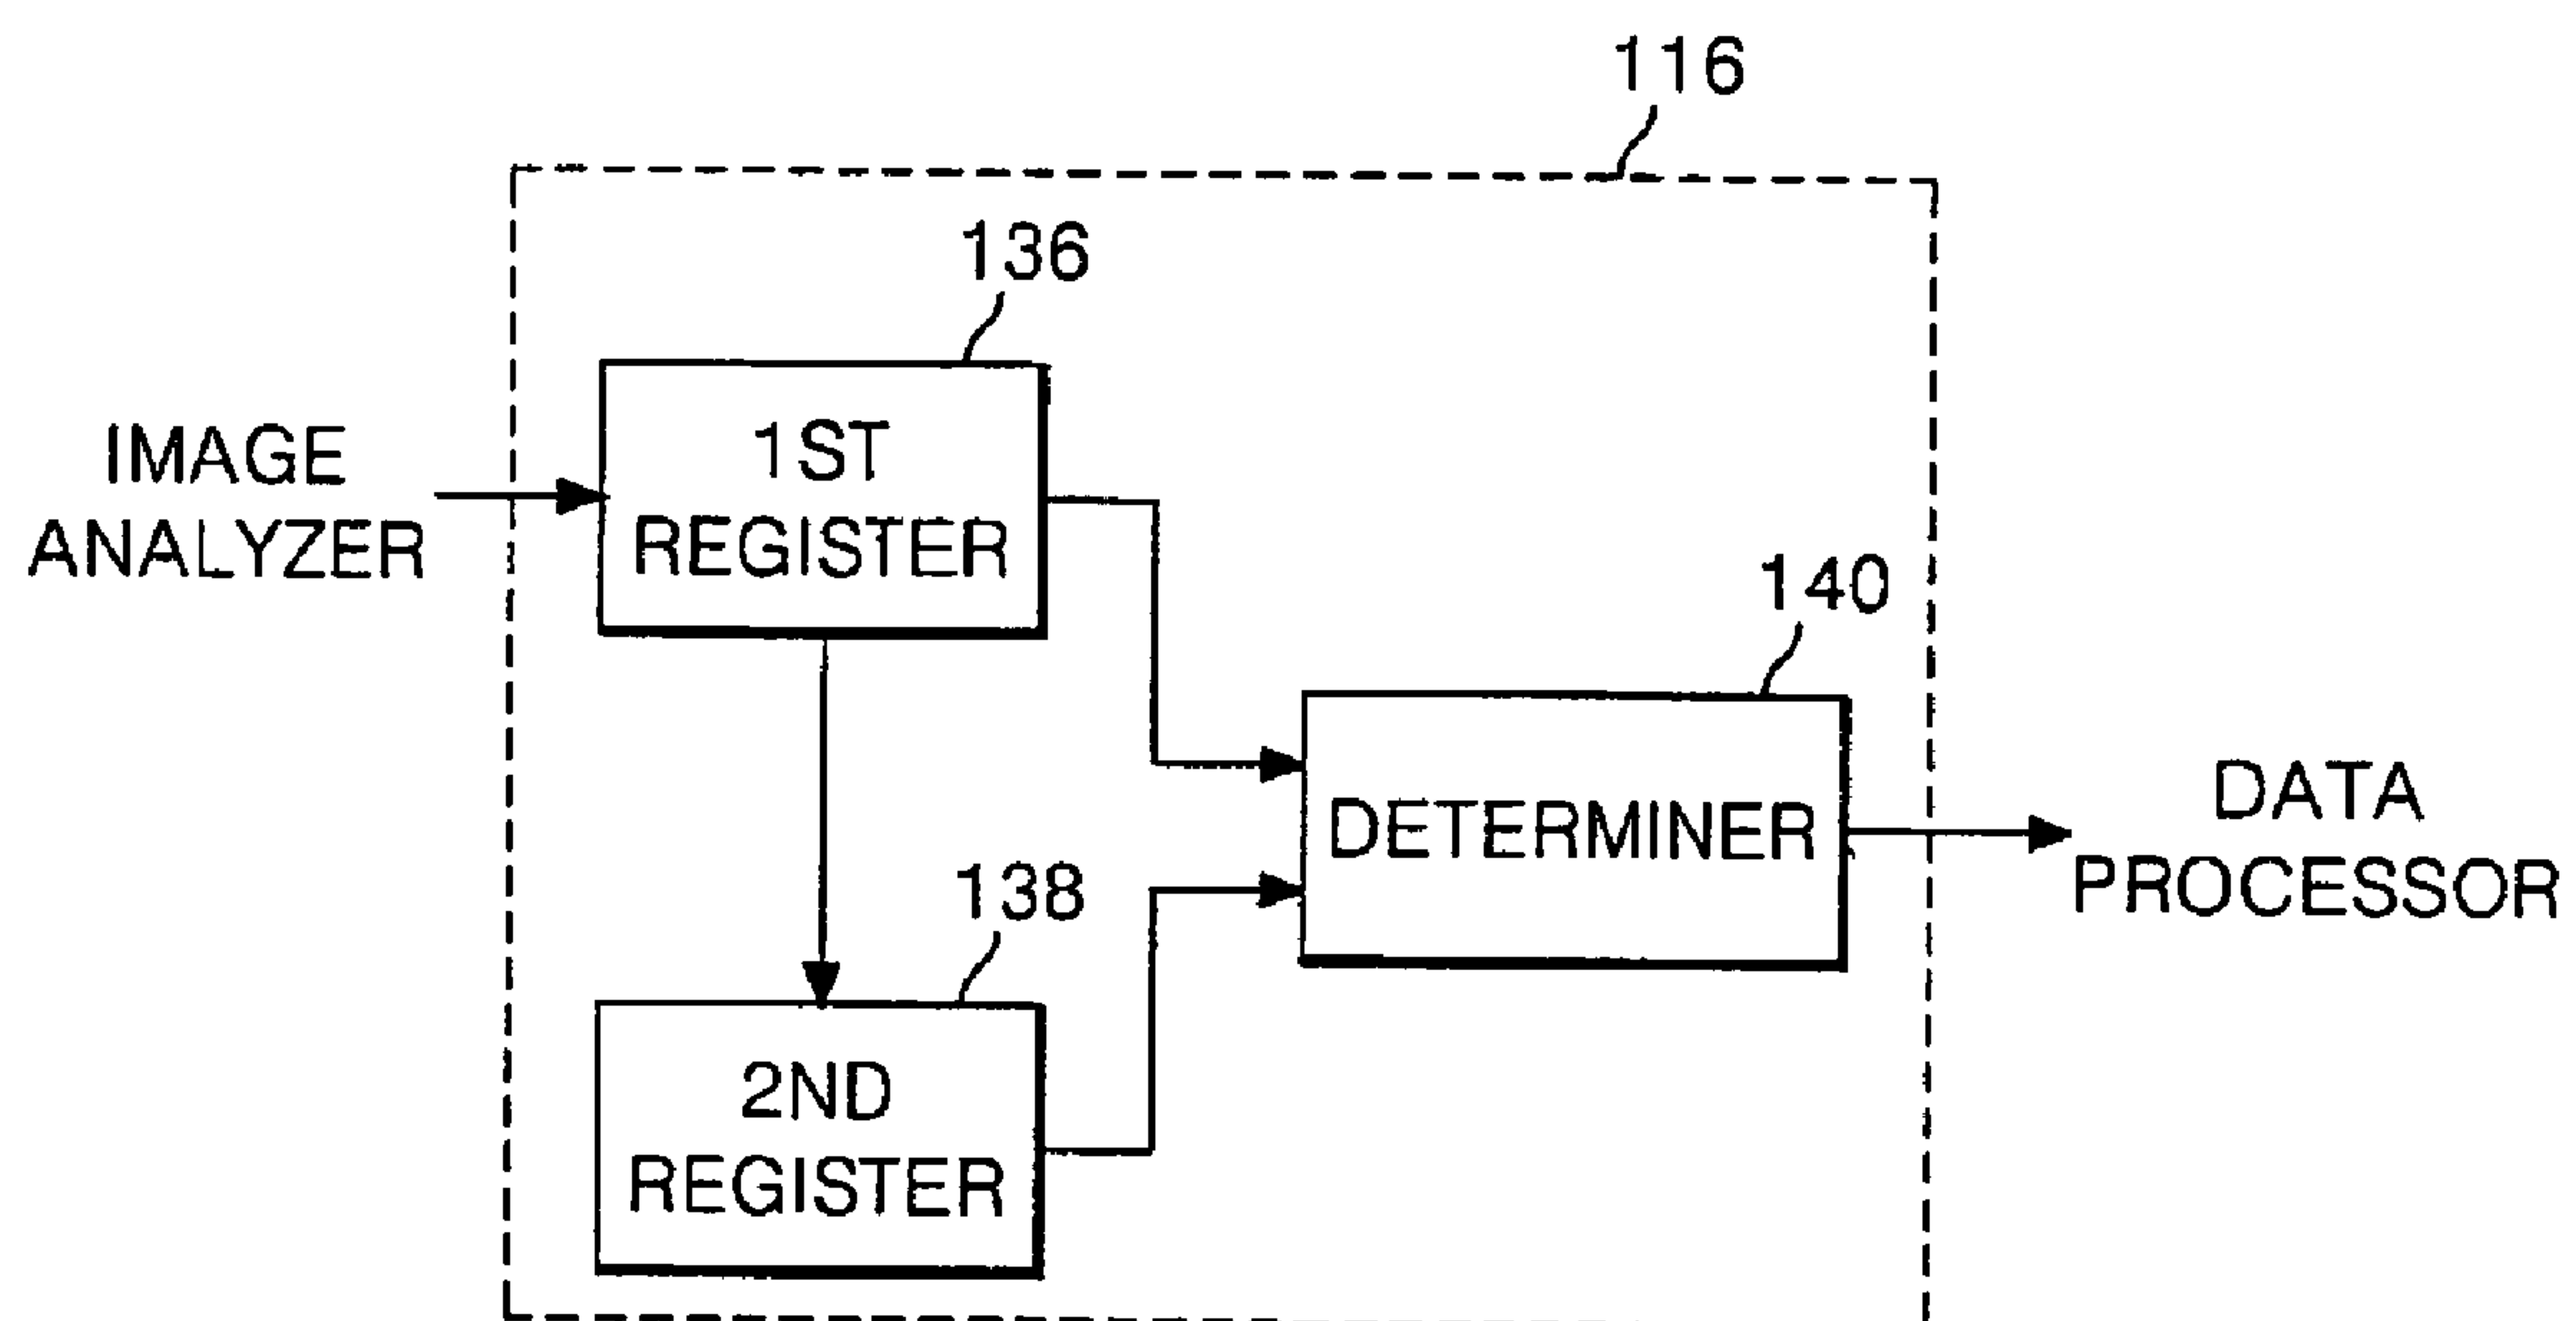 116
136
IMAGE
ANALYZER
1ST
REGISTER
140
DETERMINER
DATA
PROCESSOR
138
2ND
REGISTER